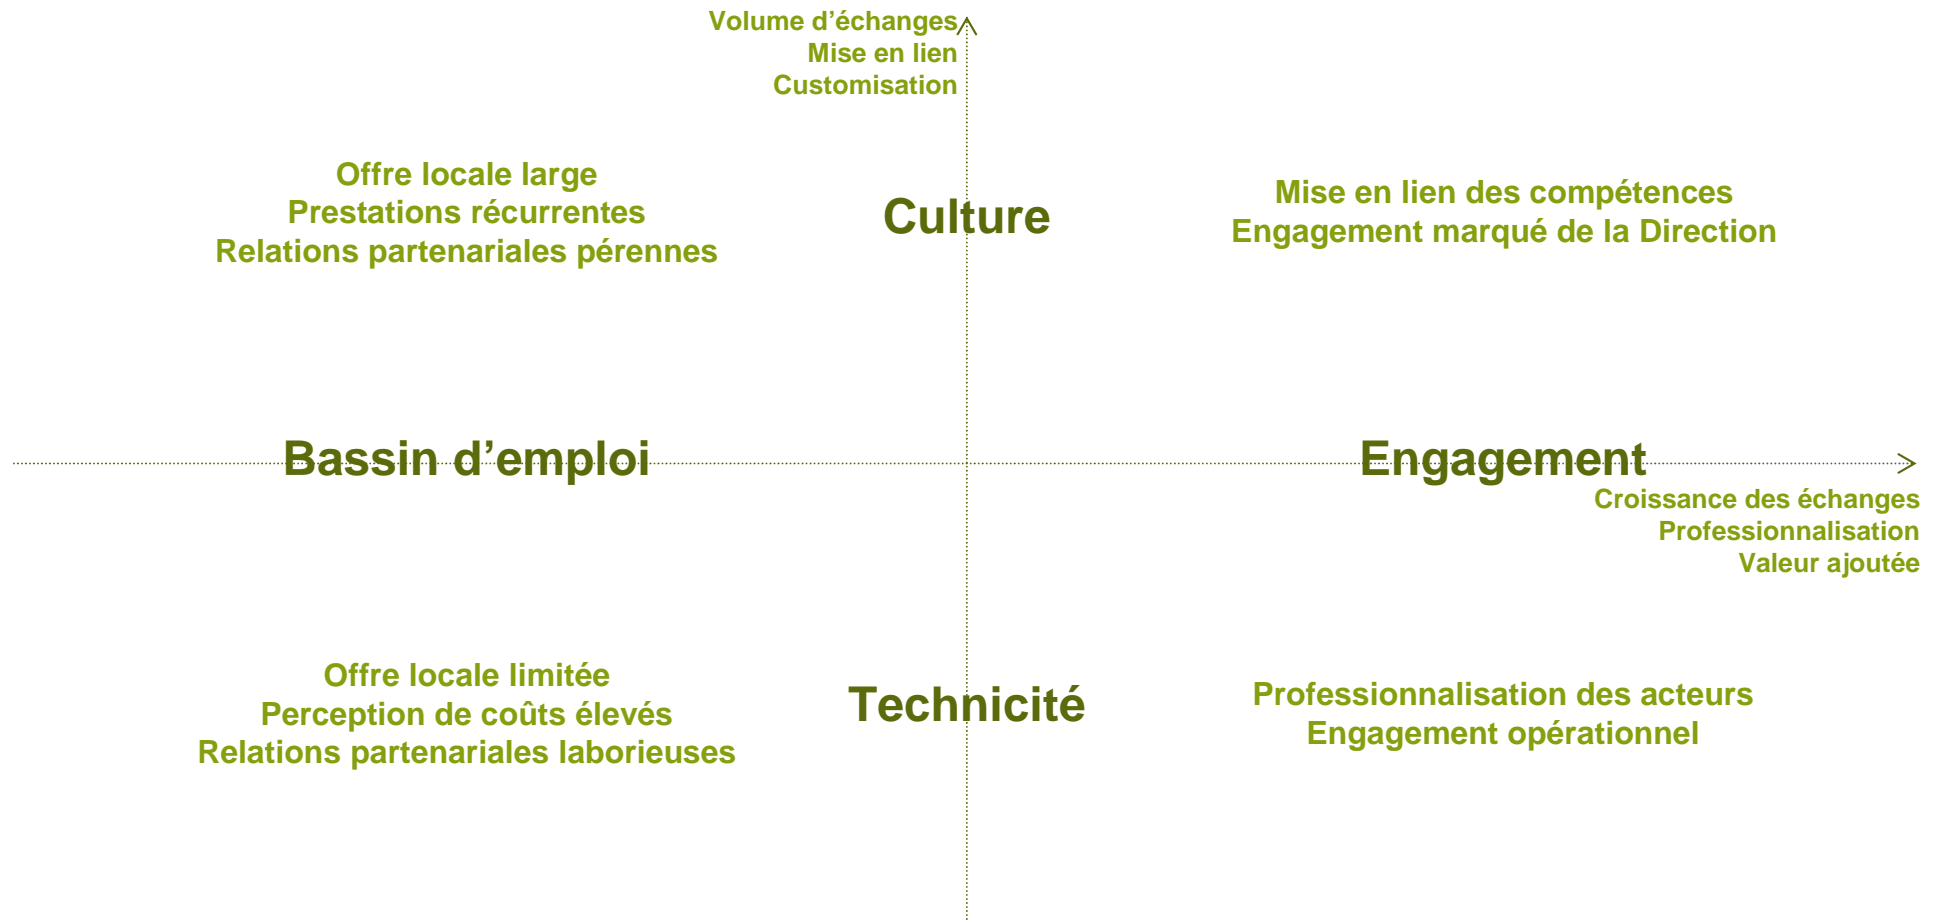 Volume d’échanges
Mise en lien
Customisation
Offre locale large
Prestations récurrentes
Relations partenariales pérennes
Culture
Mise en lien des compétences
Engagement marqué de la Direction
Bassin d’emploi
Engagement
Croissance des échanges
Professionnalisation
Valeur ajoutée
Offre locale limitée
Perception de coûts élevés
Relations partenariales laborieuses
Technicité
Professionnalisation des acteurs
Engagement opérationnel